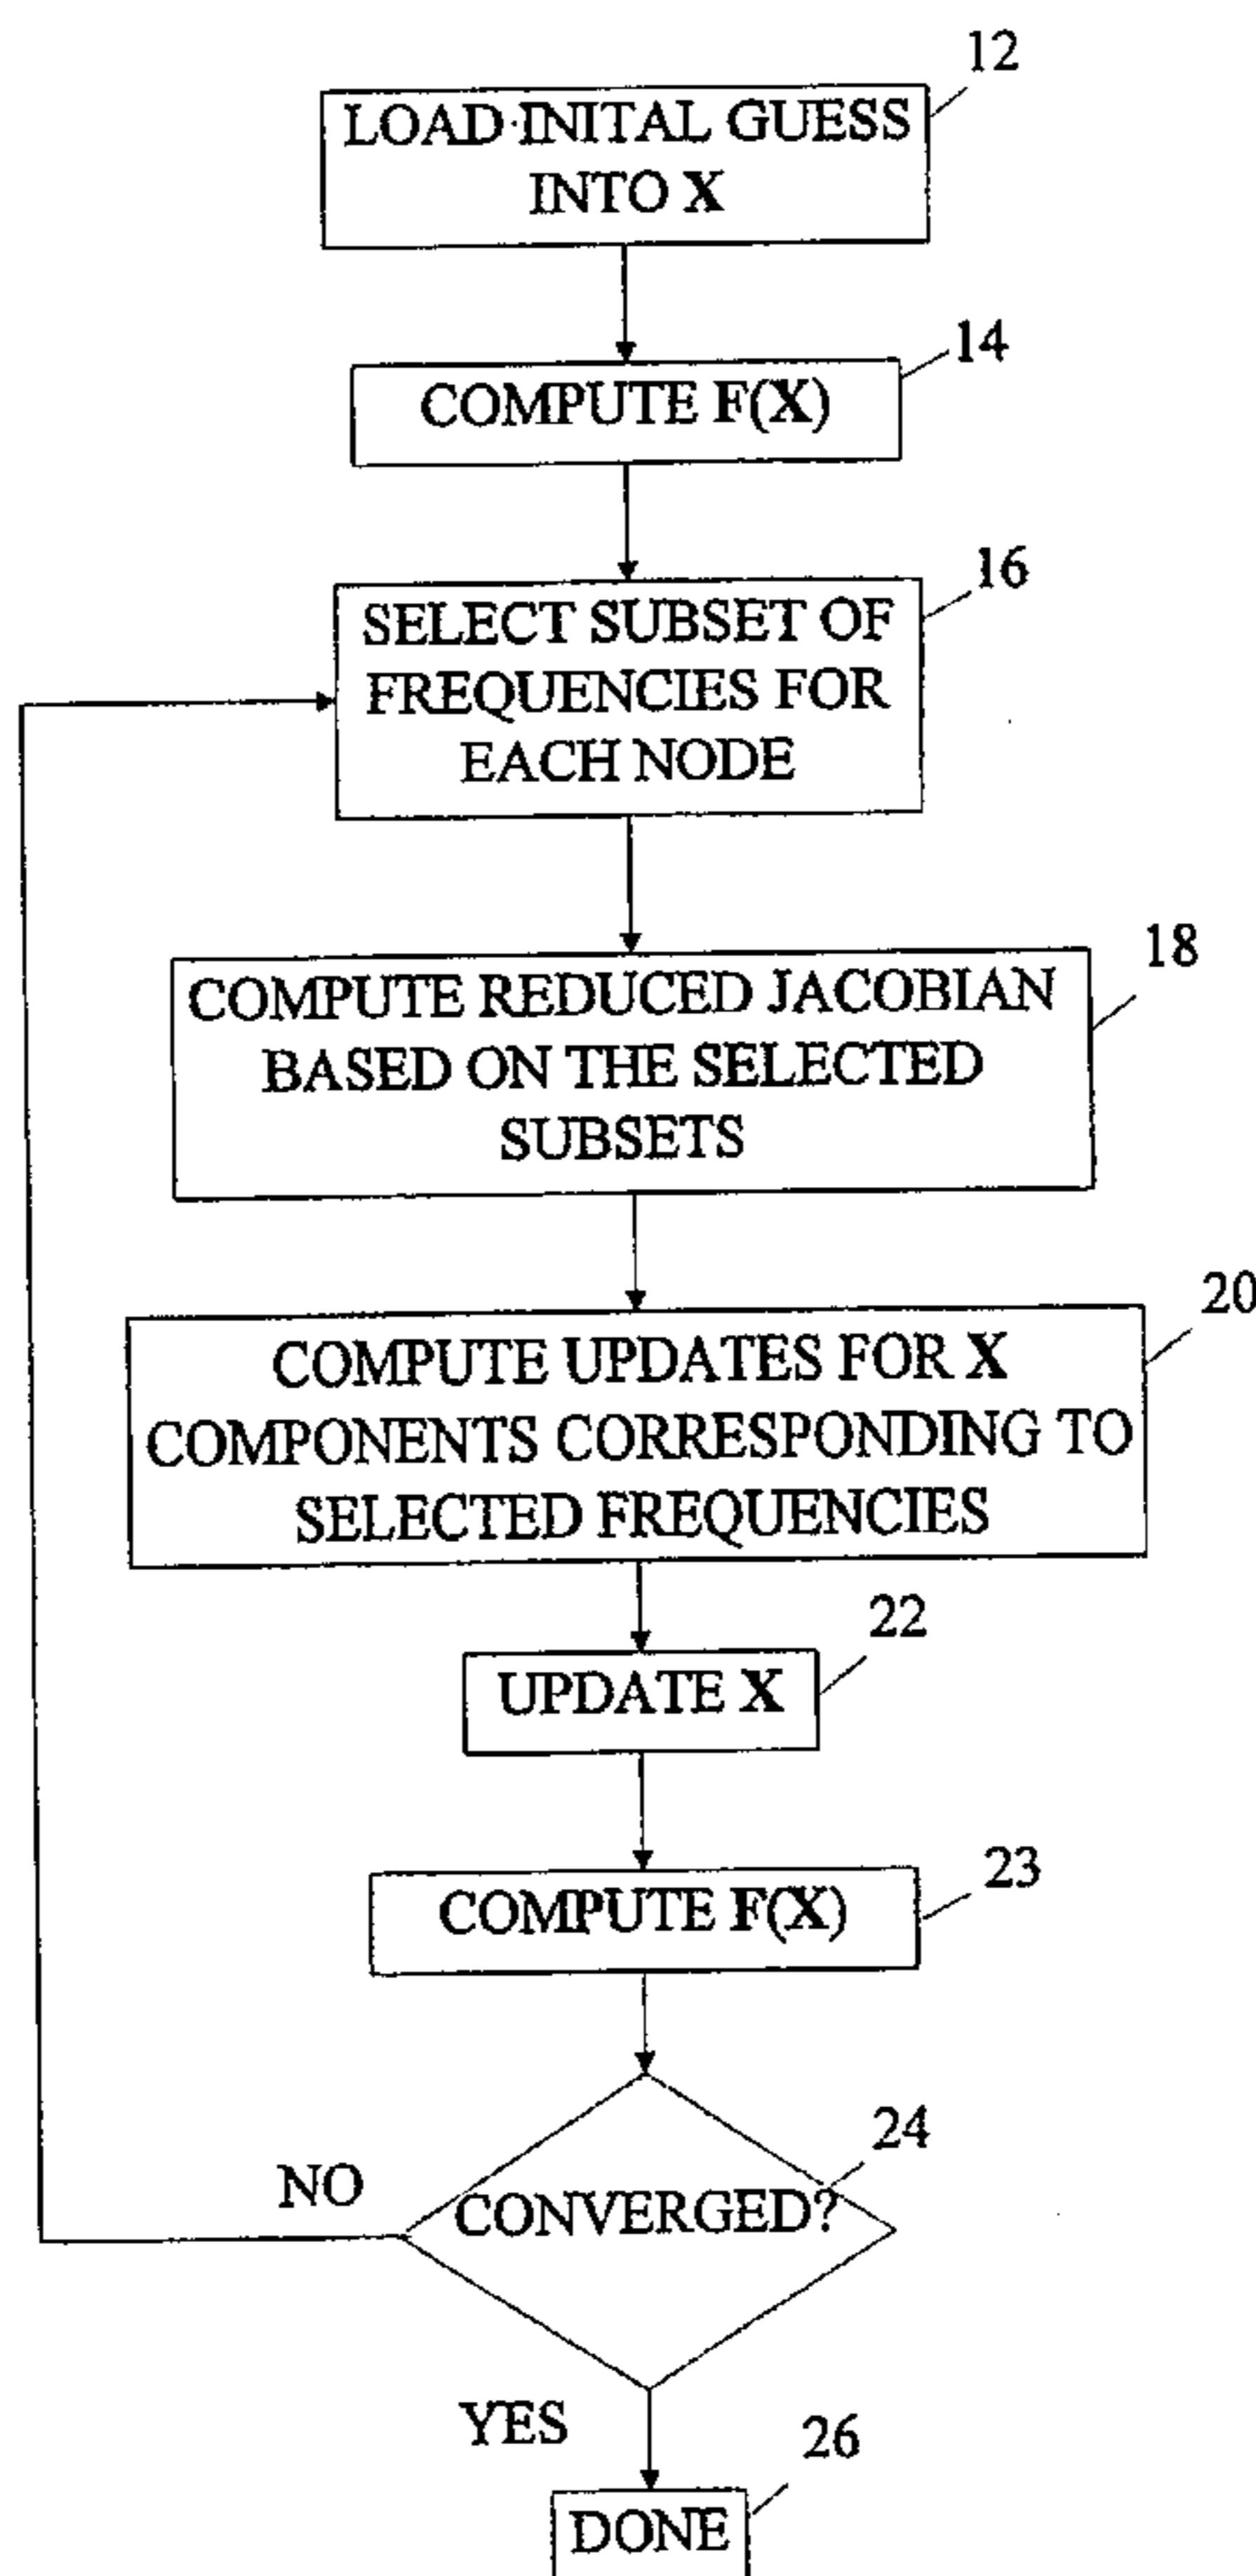 12
LOAD INITAL GUESS
INTO X
14
COMPUTE F(X)
16
SELECT SUBSET OF
FREQUENCIES FOR
EACH NODE
18
COMPUTE REDUCED JACOBIAN
BASED ON THE SELECTED
SUBSETS
20
COMPUTE UPDATES FOR X
COMPONENTS CORRESPONDING TO
SELECTED FREQUENCIES
22
UPDATE X
23
COMPUTE F(X)
24
CONVERGED?
NO
YES
26
DONE